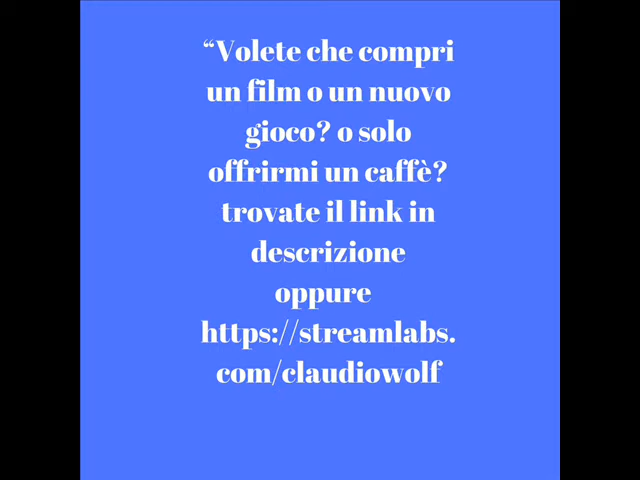 “Volete che compri
un film o un nuovo
gioco? o solo
offrirmi un caffè?
trovate il link in
descrizione
oppure
https://streamlabs.
com/claudiowolf